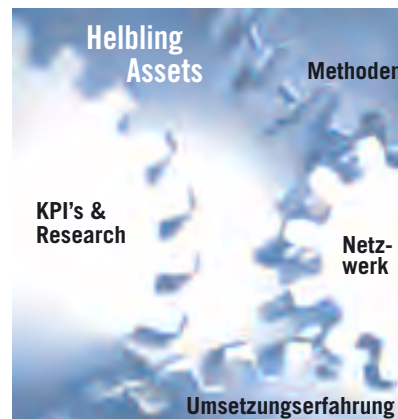 Helbling
Assets
Methoden
KPI's &
Research
Netz-
werk
Umsetzungserfahrung